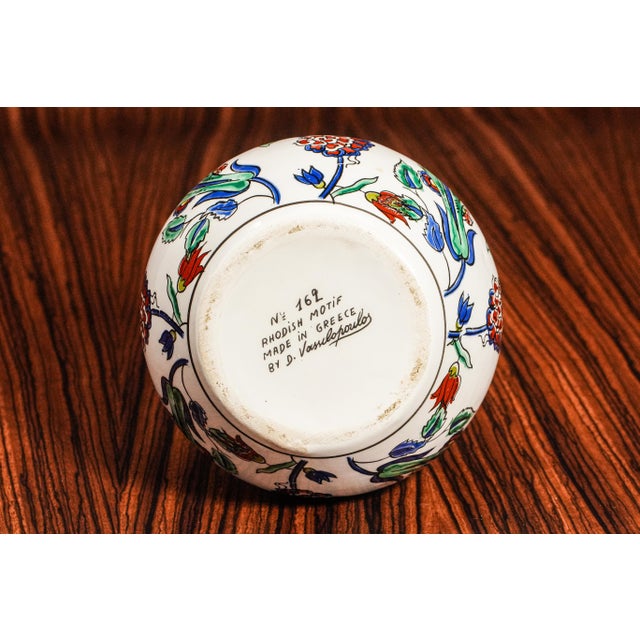 Nº 162
RHODISH MOTIF
MADE IN GREECE
BY D. Vassilopoulos